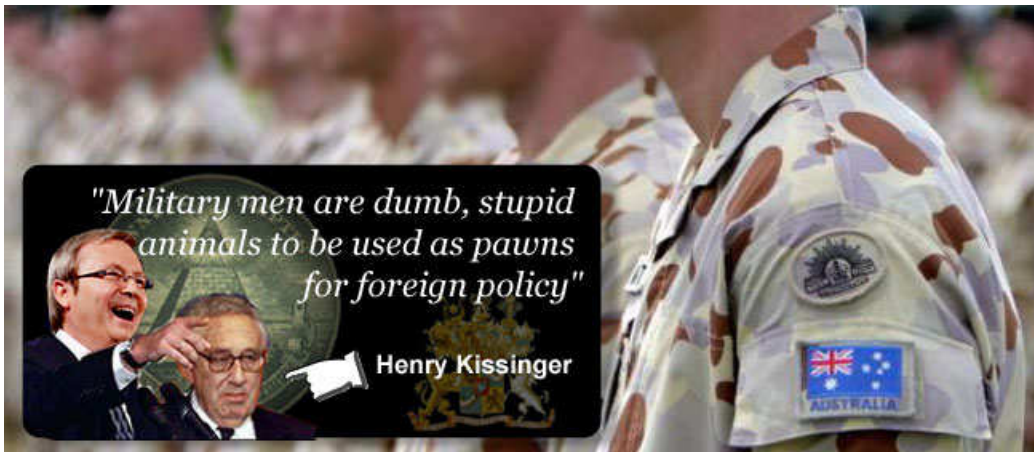 "Military men are dumb, stupid
animals to be used as pawns
for foreign policy"
Henry Kissinger
AUSTRALIA